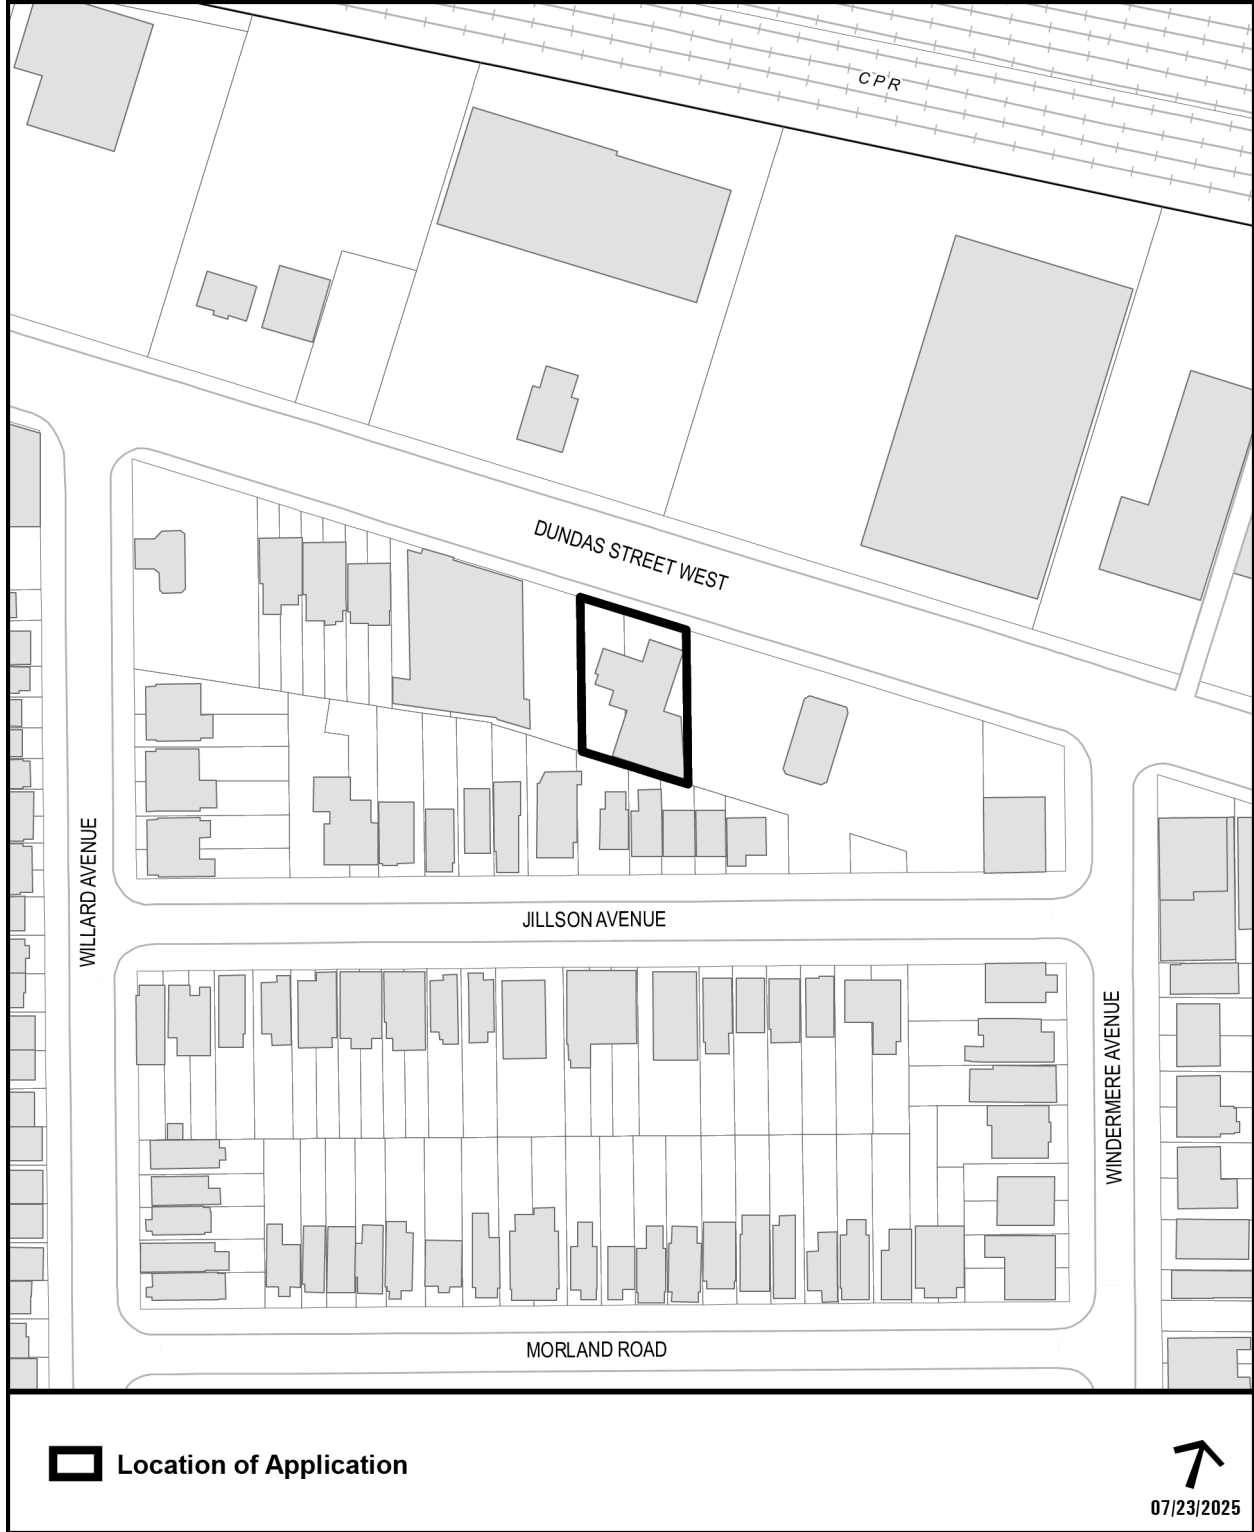 CPR
DUNDAS STREET WEST
WILLARD AVENUE
JILLSON AVENUE
WINDERMERE AVENUE
MORLAND ROAD
Location of Application
07/23/2025